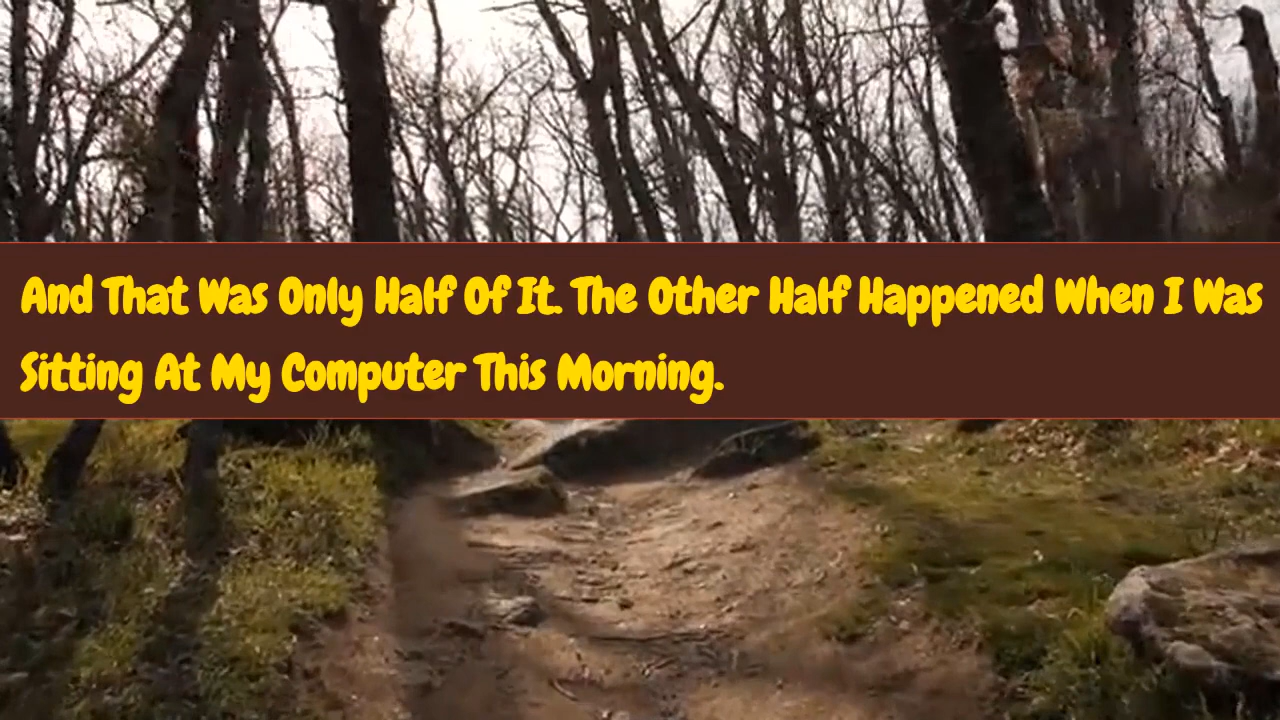 And That Was Only Half Of It. The Other Half Happened When I Was
Sitting At My Computer This Morning.